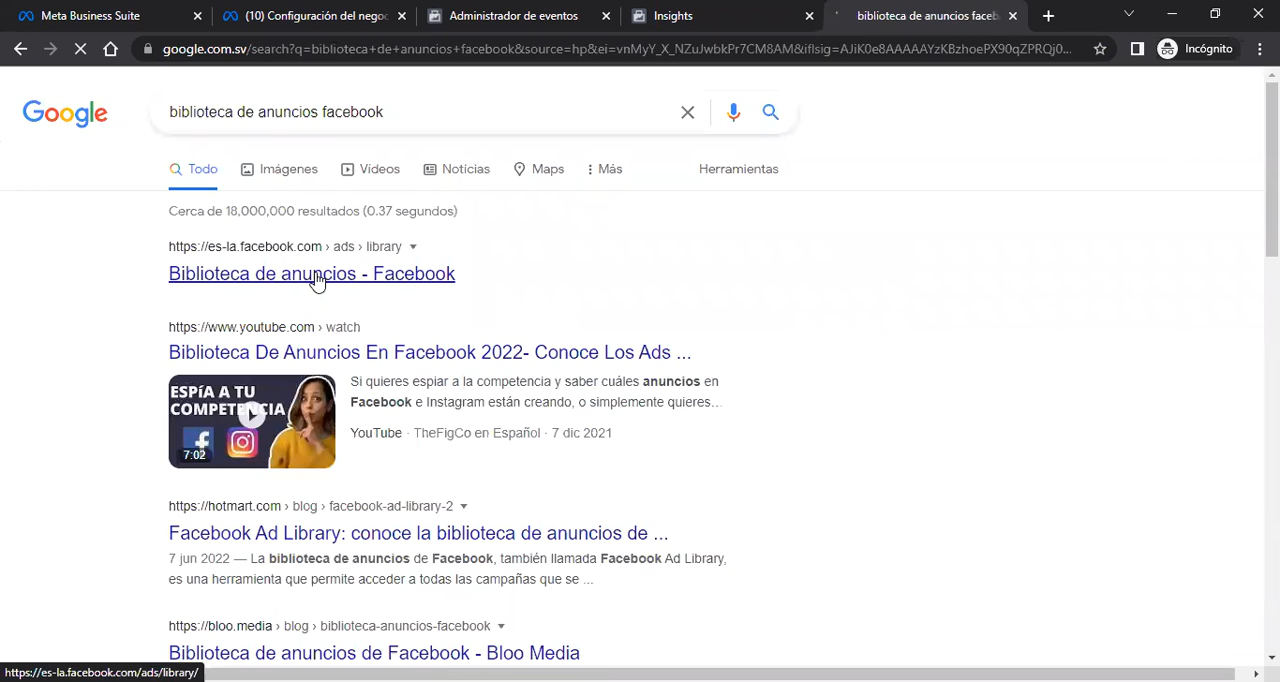 Meta Business Suite
(10) Configuración del negoc
Administrador de eventos
Insights
biblioteca de anuncios faceb
google.com.sv/search?q=biblioteca+de+anuncios+facebook&source=hp&ei=vnMyY_X_NZuJwbkPr7CM8AM&iflsig=AJiK0e8AAAAAYzKBzhoePX90qZPRQj0...
Incógnito
Google
biblioteca de anuncios facebook
Todo
Imágenes
Vídeos
Noticias
Maps
Más
Herramientas
Cerca de 18,000,000 resultados (0.37 segundos)
https://es-la.facebook.com › ads › library
Biblioteca de anuncios - Facebook
https://www.youtube.com › watch
Biblioteca De Anuncios En Facebook 2022- Conoce Los Ads ...
ESPÍA A TU
COMPETENCIA
7:02
Si quieres espiar a la competencia y saber cuáles anuncios en
Facebook e Instagram están creando, o simplemente quieres...
YouTube · TheFigCo en Español · 7 dic 2021
https://hotmart.com › blog › facebook-ad-library-2
Facebook Ad Library: conoce la biblioteca de anuncios de ...
7 jun 2022 — La biblioteca de anuncios de Facebook, también llamada Facebook Ad Library,
es una herramienta que permite acceder a todas las campañas que se ...
https://bloo.media › blog › biblioteca-anuncios-facebook
Biblioteca de anuncios de Facebook - Bloo Media
https://es-la.facebook.com/ads/library/